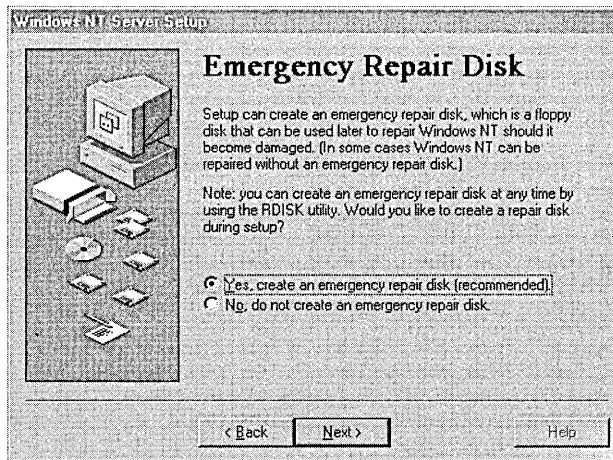 Windows NT Server Setup
Emergency Repair Disk
Setup can create an emergency repair disk, which is a floppy
disk that can be used later to repair Windows NT should it
become damaged. (In some cases Windows NT can be
repaired without an emergency repair disk.)
Note: you can create an emergency repair disk at any time by
using the RDISK utility. Would you like to create a repair disk
during setup?
Yes, create an emergency repair disk (recommended)
No, do not create an emergency repair disk.
< Back
Next >
Help